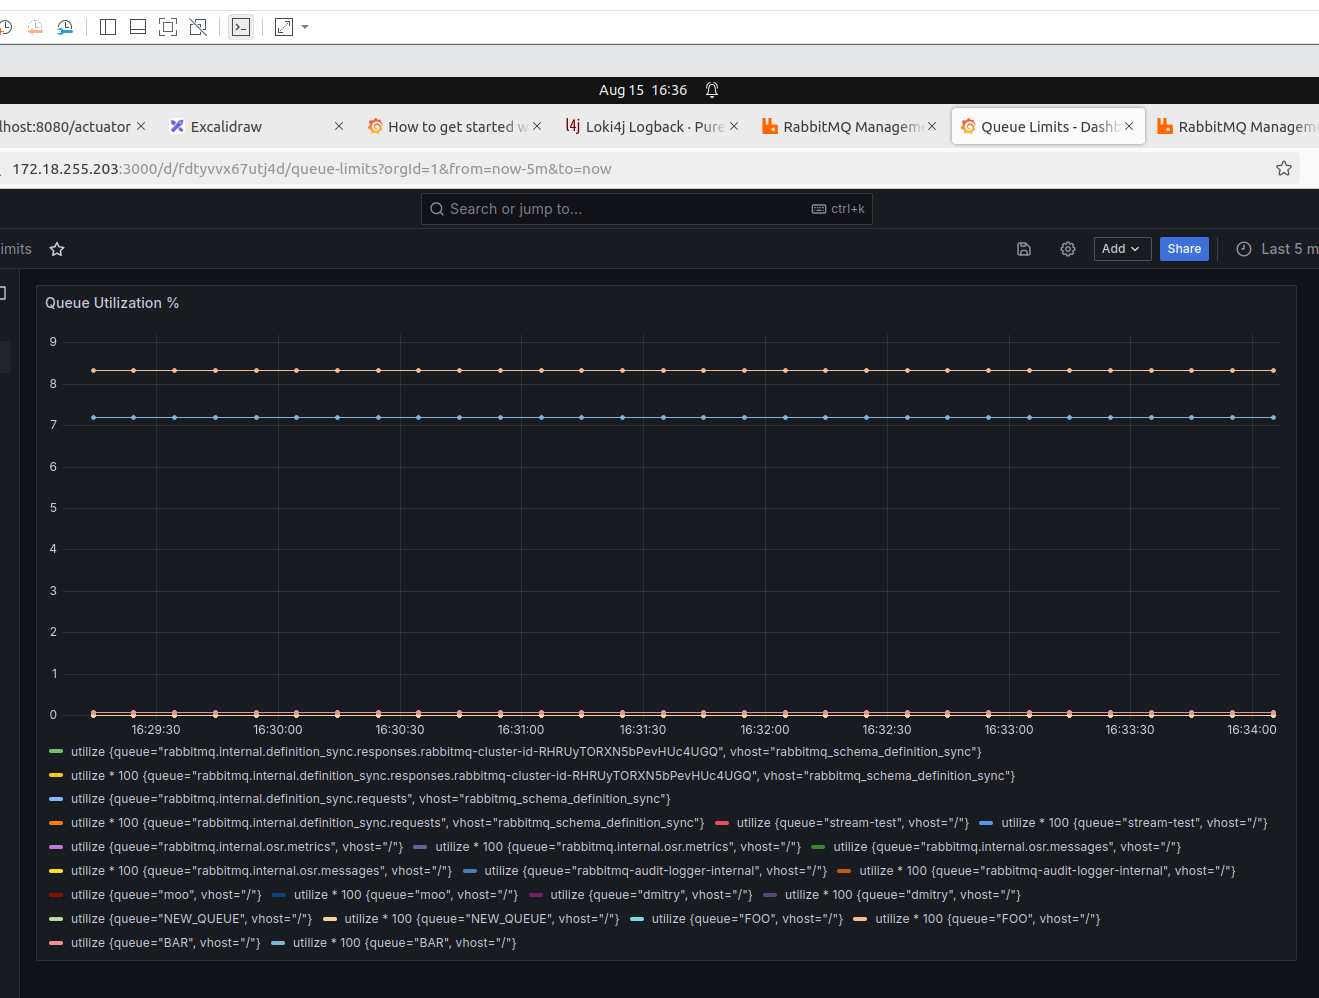 Aug 15 16:36
lhost:8080/actuator Excalidraw How to get started w l4j Loki4j Logback · Pure RabbitMQ Managem Queue Limits - Dashb RabbitMQ Manageme
172.18.255.203:3000/d/fdtyvvx67utj4d/queue-limits?orgId=1&from=now-5m&to=now
Search or jump to... ctrl+k
imits Add Share Last 5 m
Queue Utilization %
9
8
7
6
5
4
3
2
1
0
16:29:30 16:30:00 16:30:30 16:31:00 16:31:30 16:32:00 16:32:30 16:33:00 16:33:30 16:34:00
utilize {queue="rabbitmq.internal.definition_sync.responses.rabbitmq-cluster-id-RHRUyTORXN5bPevHUc4UGQ", vhost="rabbitmq_schema_definition_sync"}
utilize * 100 {queue="rabbitmq.internal.definition_sync.responses.rabbitmq-cluster-id-RHRUyTORXN5bPevHUc4UGQ", vhost="rabbitmq_schema_definition_sync"}
utilize {queue="rabbitmq.internal.definition_sync.requests", vhost="rabbitmq_schema_definition_sync"}
utilize * 100 {queue="rabbitmq.internal.definition_sync.requests", vhost="rabbitmq_schema_definition_sync"} utilize {queue="stream-test", vhost="/"} utilize * 100 {queue="stream-test", vhost="/"}
utilize {queue="rabbitmq.internal.osr.metrics", vhost="/"} utilize * 100 {queue="rabbitmq.internal.osr.metrics", vhost="/"} utilize {queue="rabbitmq.internal.osr.messages", vhost="/"}
utilize * 100 {queue="rabbitmq.internal.osr.messages", vhost="/"} utilize {queue="rabbitmq-audit-logger-internal", vhost="/"} utilize * 100 {queue="rabbitmq-audit-logger-internal", vhost="/"}
utilize {queue="moo", vhost="/"} utilize * 100 {queue="moo", vhost="/"} utilize {queue="dmitry", vhost="/"} utilize * 100 {queue="dmitry", vhost="/"}
utilize {queue="NEW_QUEUE", vhost="/"} utilize * 100 {queue="NEW_QUEUE", vhost="/"} utilize {queue="FOO", vhost="/"} utilize * 100 {queue="FOO", vhost="/"}
utilize {queue="BAR", vhost="/"} utilize * 100 {queue="BAR", vhost="/"}